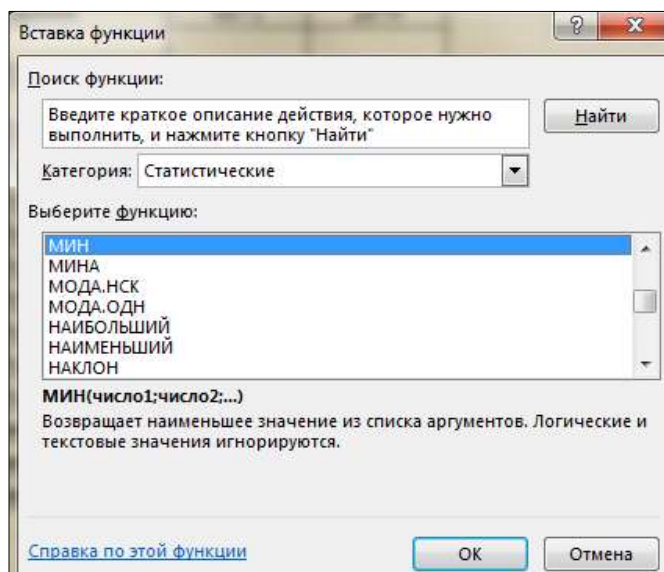 Вставка функции
Поиск функции:
Введите краткое описание действия, которое нужно
выполнить, и нажмите кнопку "Найти"
Найти
Категория: Статистические
Выберите функцию:
МИН
МИНА
МОДА.НСК
МОДА.ОДН
НАИБОЛЬШИЙ
НАИМЕНЬШИЙ
НАКЛОН
МИН(число1;число2;...)
Возвращает наименьшее значение из списка аргументов. Логические и
текстовые значения игнорируются.
Справка по этой функции
ОК
Отмена